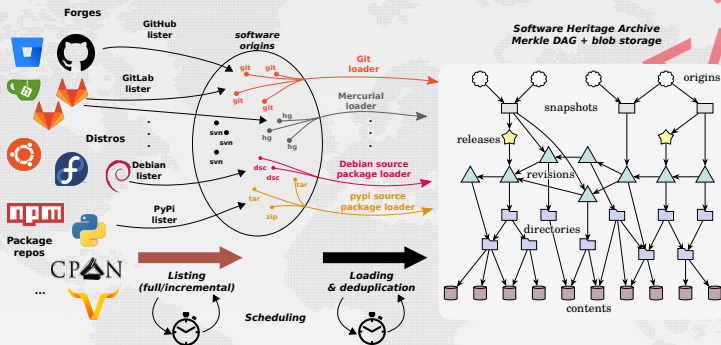 Forges
GitHub
lister
software
origins
Software Heritage Archive
Merkle DAG + blob storage
git
git
git
git
Git
loader
GitLab
lister
origins
Mercurial
loader
snapshots
hg
hg
hg
svn
svn
svn
releases
Distros
Debian
lister
dsc
dsc
Debian source
package loader
revisions
tar
tar
zip
pypi source
package loader
npm
PyPi
lister
directories
Package
repos
CPAN
...
Listing
(full/incremental)
Loading
& deduplication
Scheduling
contents